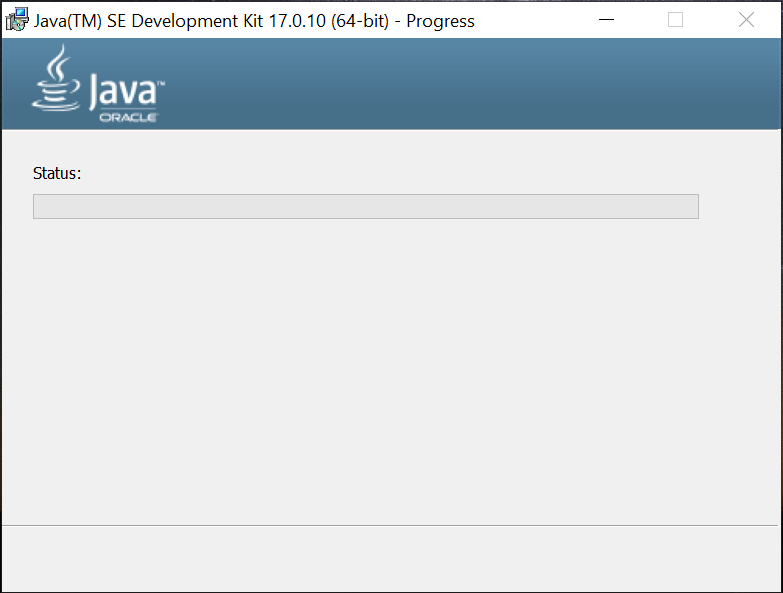 Java(TM) SE Development Kit 17.0.10 (64-bit) - Progress
Java™
ORACLE
Status: